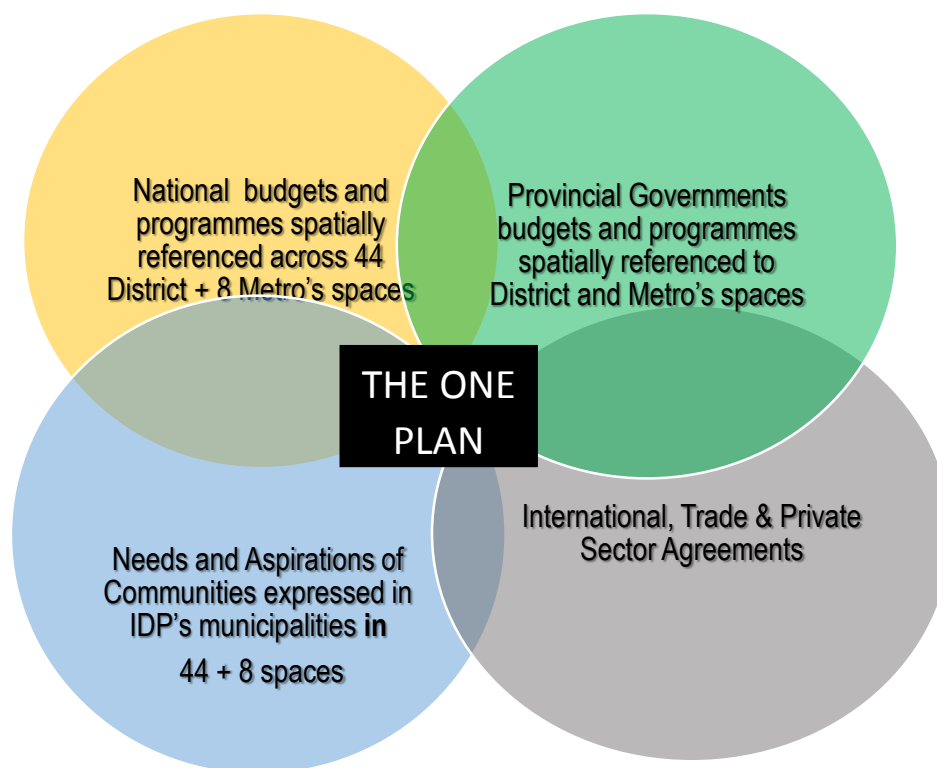 National  budgets and
programmes spatially
referenced across 44
District + 8 Metro's spaces
Provincial Governments
budgets and programmes
spatially referenced to
District and Metro's spaces
THE ONE
PLAN
Needs and Aspirations of
Communities expressed in
IDP's municipalities in
44 + 8 spaces
International, Trade & Private
Sector Agreements